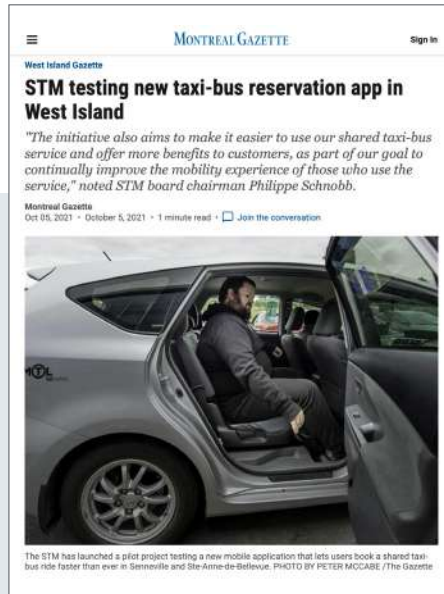 MONTREAL GAZETTE
Sign In
West Island Gazette
STM testing new taxi-bus reservation app in
West Island
"The initiative also aims to make it easier to use our shared taxi-bus
service and offer more benefits to customers, as part of our goal to
continually improve the mobility experience of those who use the
service," noted STM board chairman Philippe Schnobb.
Montreal Gazette
Oct 05, 2021 • October 5, 2021 • 1 minute read • Join the conversation
MTL
The STM has launched a pilot project testing a new mobile application that lets users book a shared taxi-
bus ride faster than ever in Senneville and Ste-Anne-de-Bellevue. PHOTO BY PETER MCCABE /The Gazette